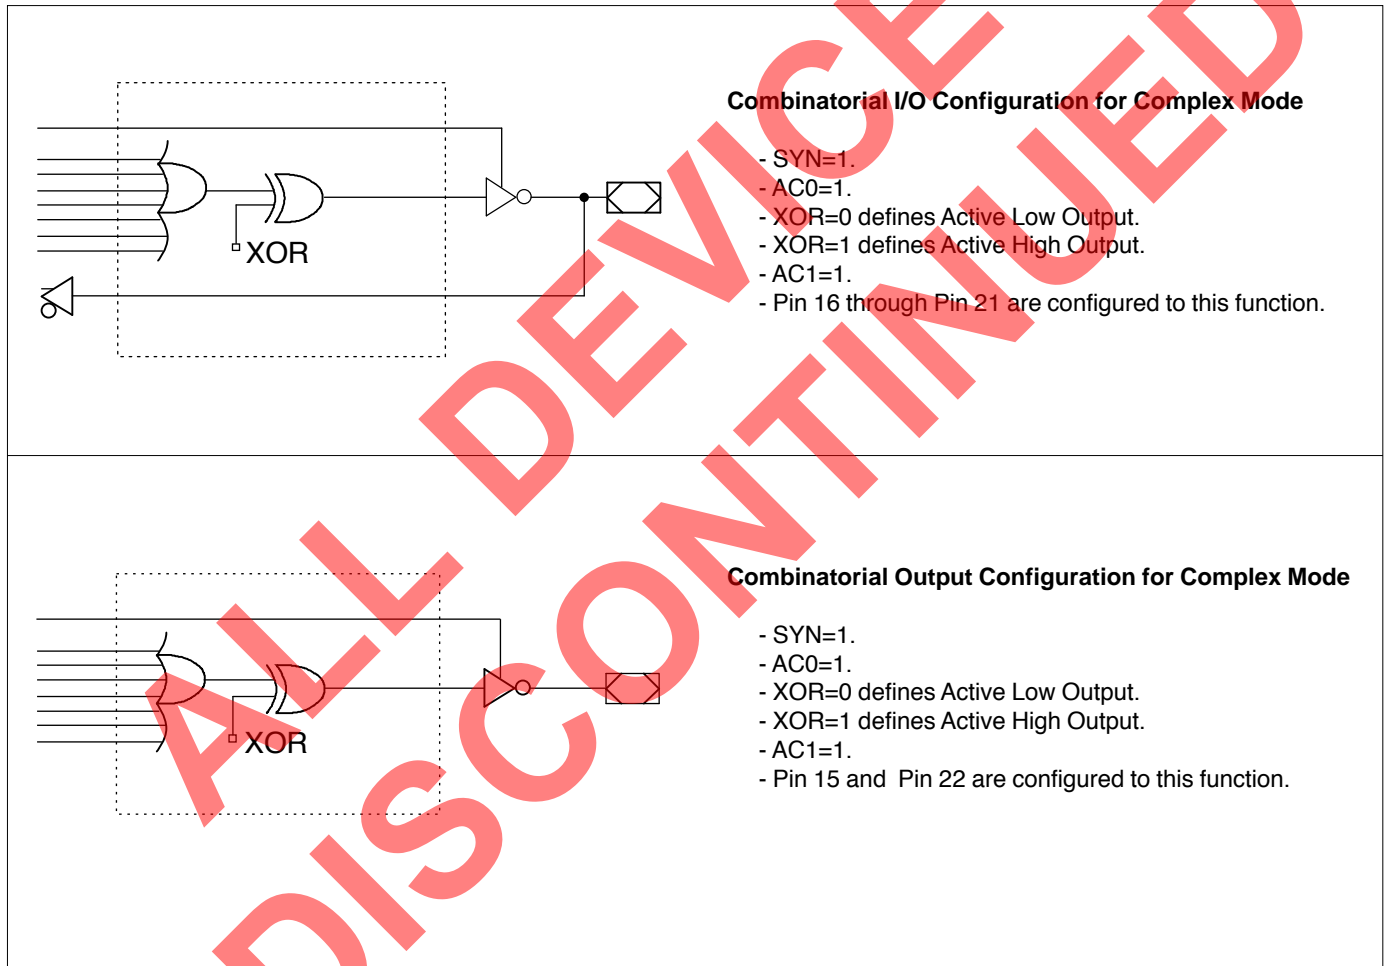 Combinatorial I/O Configuration for Complex Mode
- SYN=1.
- AC0=1.
- XOR=0 defines Active Low Output.
- XOR=1 defines Active High Output.
- AC1=1.
- Pin 16 through Pin 21 are configured to this function.
XOR
Combinatorial Output Configuration for Complex Mode
- SYN=1.
- AC0=1.
- XOR=0 defines Active Low Output.
- XOR=1 defines Active High Output.
- AC1=1.
- Pin 15 and  Pin 22 are configured to this function.
XOR
ALL DEVICE
DISCONTINUED